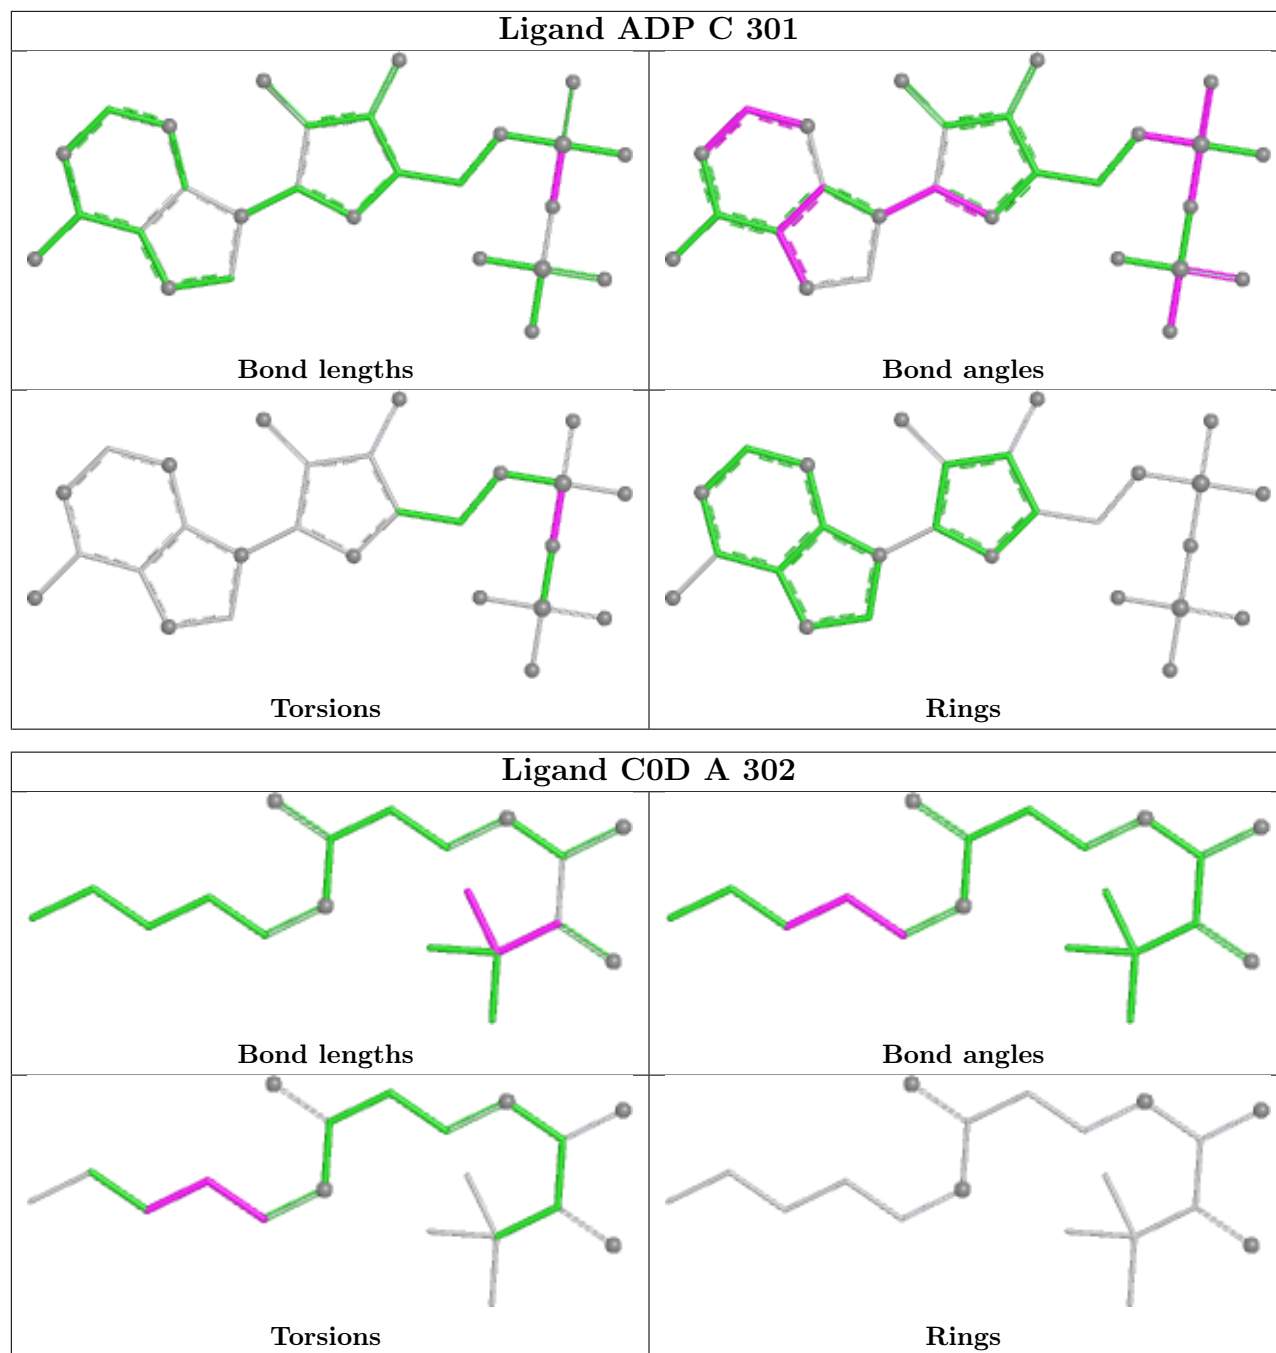 Ligand ADP C 301
Bond lengths
Bond angles
Torsions
Rings
Ligand C0D A 302
Bond lengths
Bond angles
Torsions
Rings